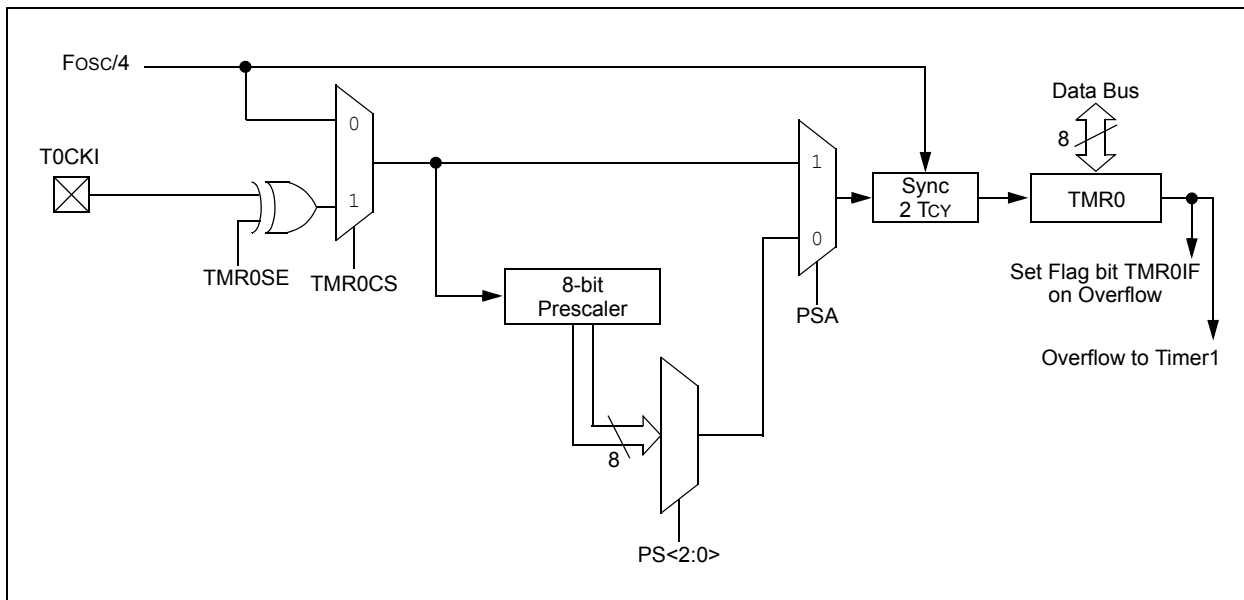 FOSC/4
Data Bus
8
T0CKI
0
1
1
0
Sync
2 TCY
TMR0
TMR0SE
TMR0CS
8-bit
Prescaler
PSA
Set Flag bit TMR0IF
on Overflow
Overflow to Timer1
8
PS<2:0>